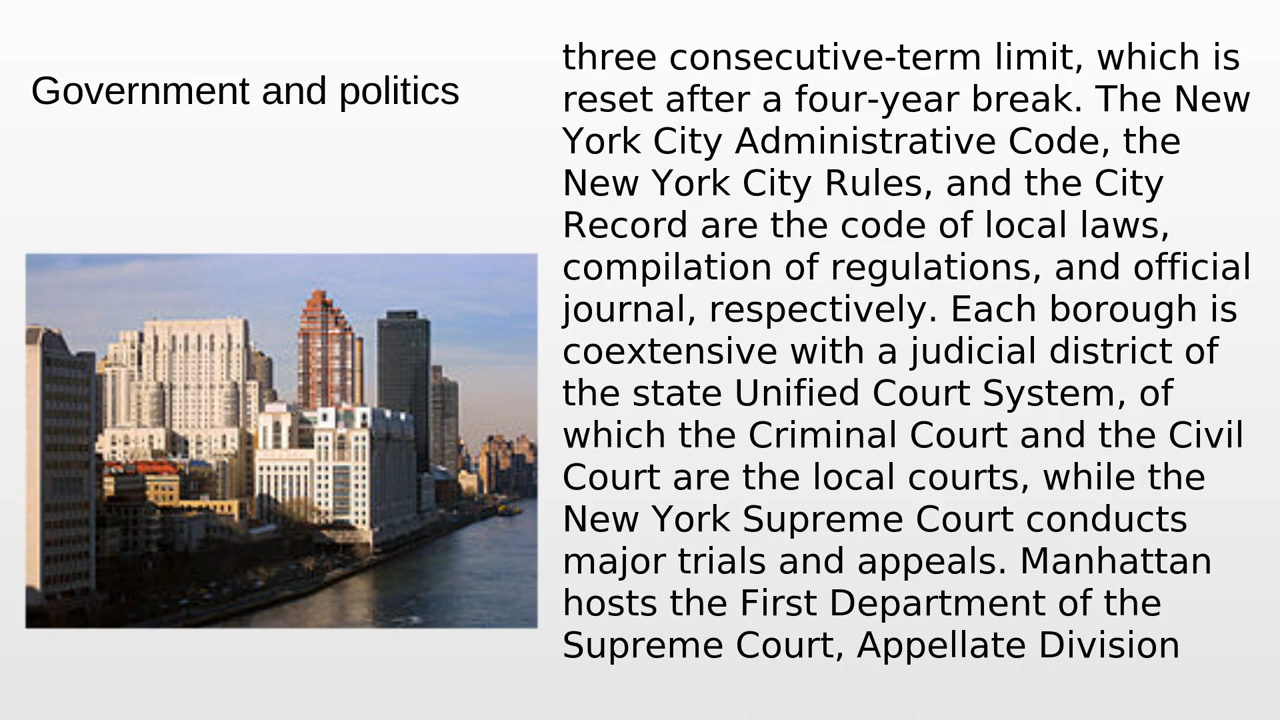 Government and politics
three consecutive-term limit, which is
reset after a four-year break. The New
York City Administrative Code, the
New York City Rules, and the City
Record are the code of local laws,
compilation of regulations, and official
journal, respectively. Each borough is
coextensive with a judicial district of
the state Unified Court System, of
which the Criminal Court and the Civil
Court are the local courts, while the
New York Supreme Court conducts
major trials and appeals. Manhattan
hosts the First Department of the
Supreme Court, Appellate Division